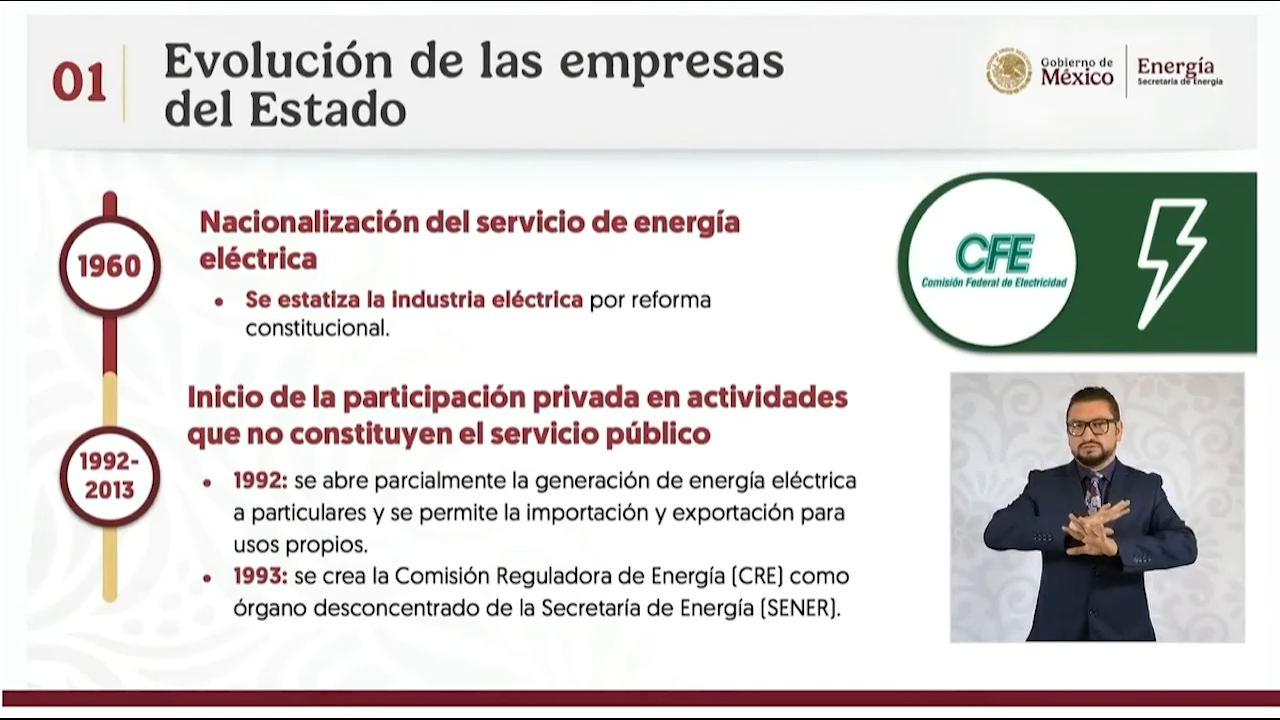 01
Evolución de las empresas
del Estado
Gobierno de
México
Energía
Secretaría de Energía
1960
Nacionalización del servicio de energía
eléctrica
• Se estatiza la industria eléctrica por reforma
constitucional.
CFE
Comisión Federal de Electricidad
1992-
2013
Inicio de la participación privada en actividades
que no constituyen el servicio público
• 1992: se abre parcialmente la generación de energía eléctrica
a particulares y se permite la importación y exportación para
usos propios.
• 1993: se crea la Comisión Reguladora de Energía (CRE) como
órgano desconcentrado de la Secretaría de Energía (SENER).